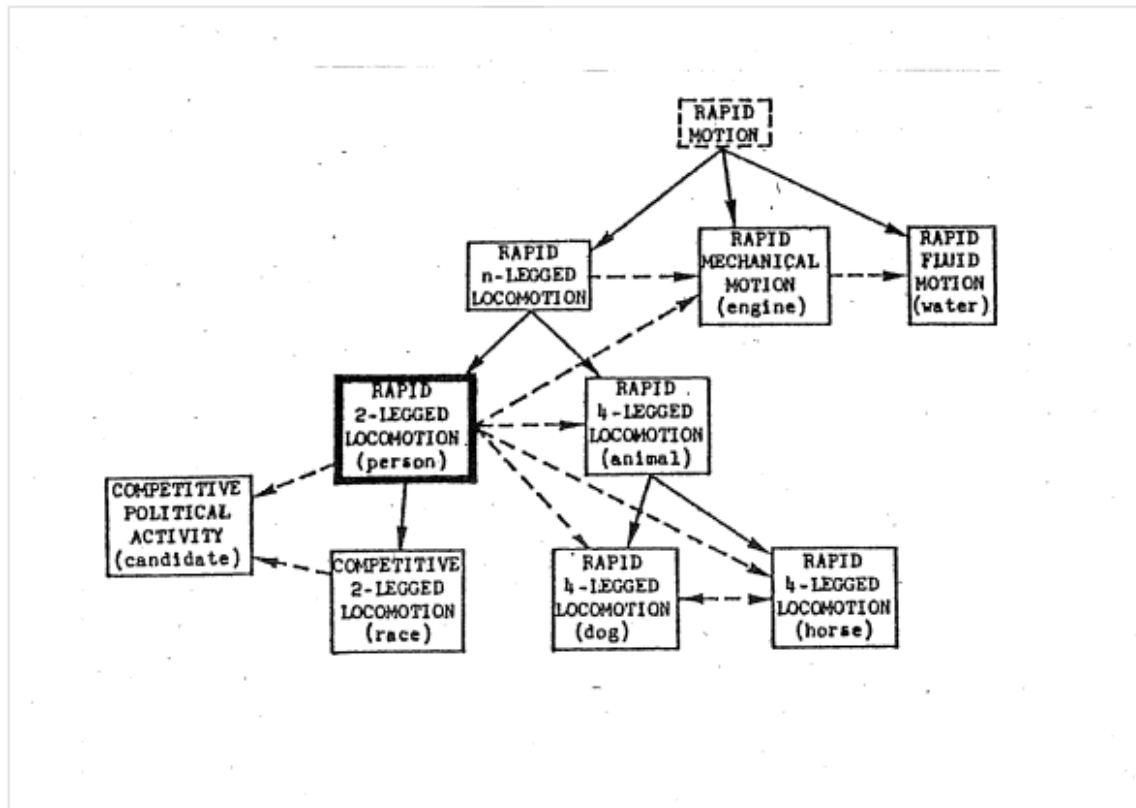 RAPID
MOTION
RAPID
n-LEGGED
LOCOMOTION
RAPID
MECHANICAL
MOTION
(engine)
RAPID
FLUID
MOTION
(water)
RAPID
2-LEGGED
LOCOMOTION
(person)
RAPID
4-LEGGED
LOCOMOTION
(animal)
COMPETITIVE
POLITICAL
ACTIVITY
(candidate)
COMPETITIVE
2-LEGGED
LOCOMOTION
(race)
RAPID
4-LEGGED
LOCOMOTION
(dog)
RAPID
4-LEGGED
LOCOMOTION
(horse)